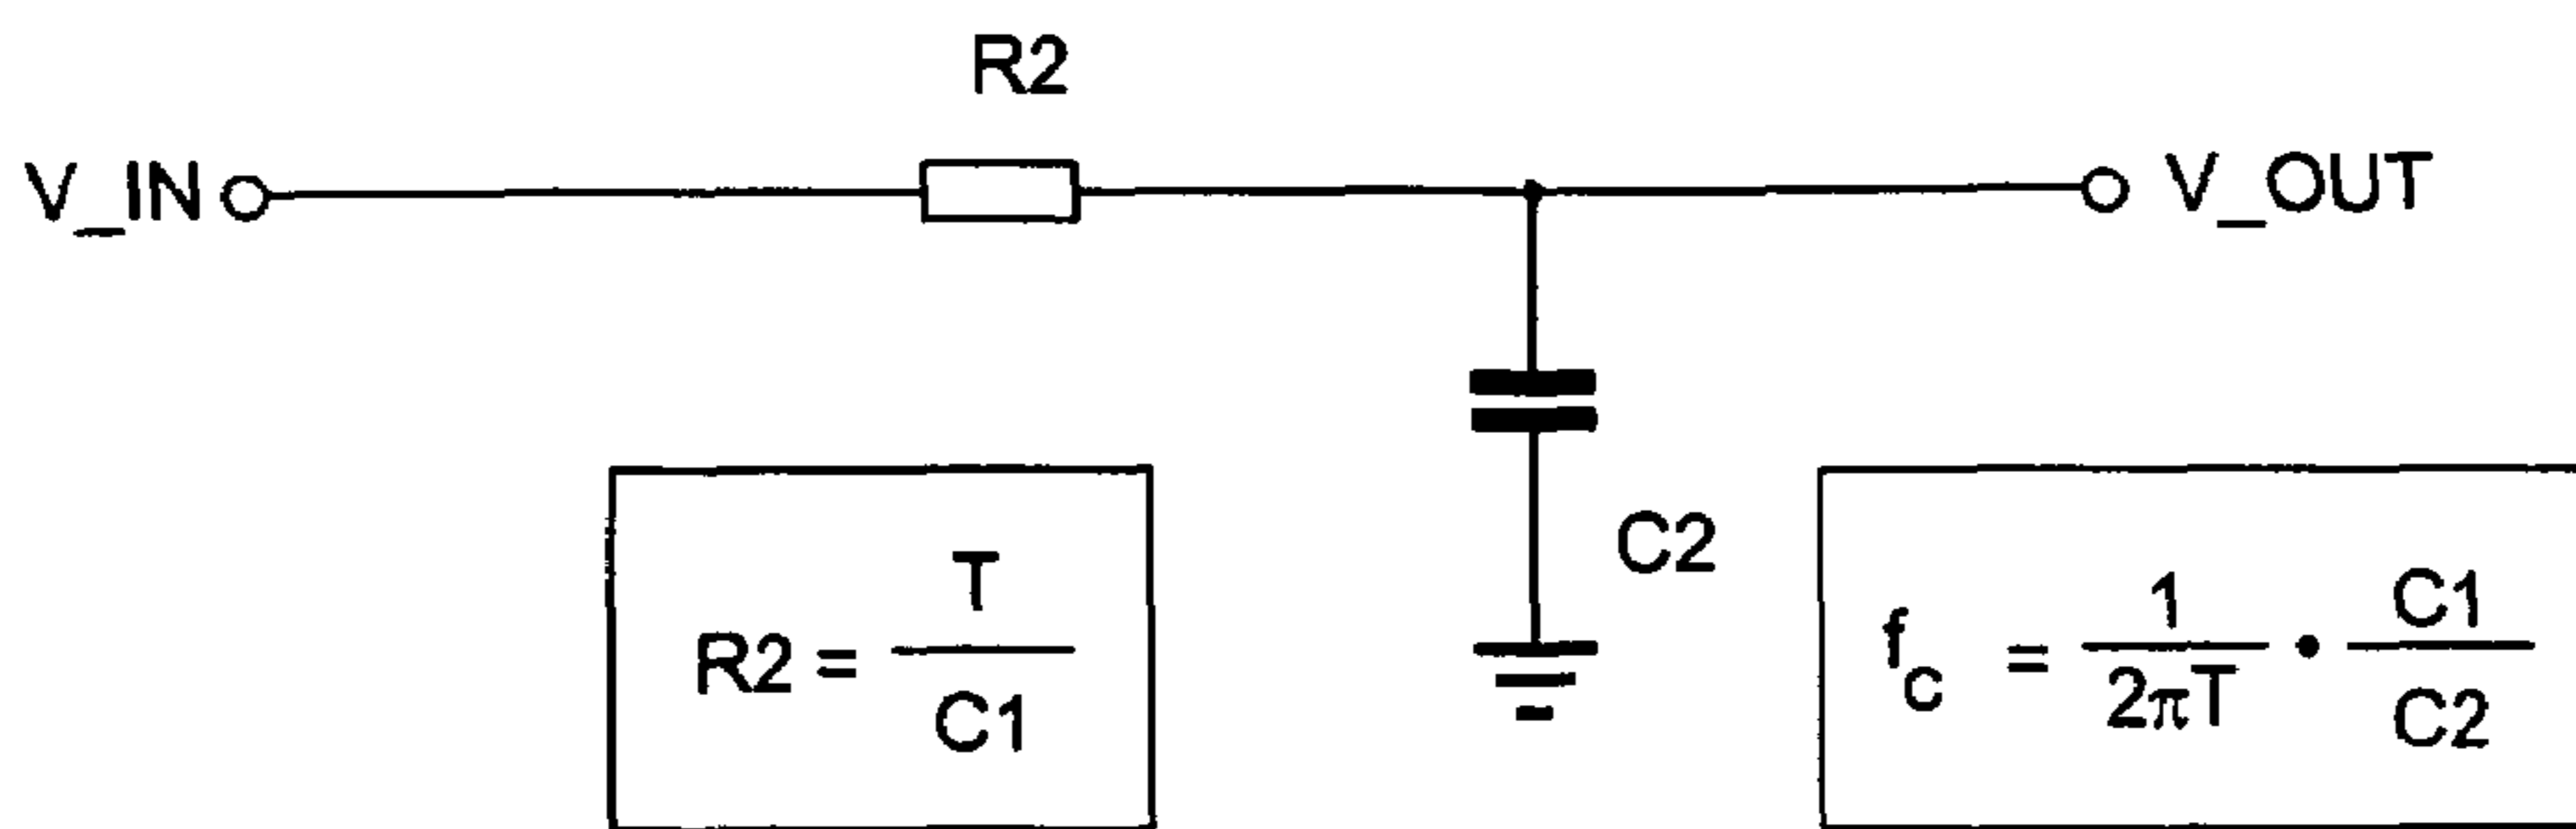 R2
V_IN
V_OUT
C2
R2 = T / C1
f_c = 1 / 2πT • C1 / C2